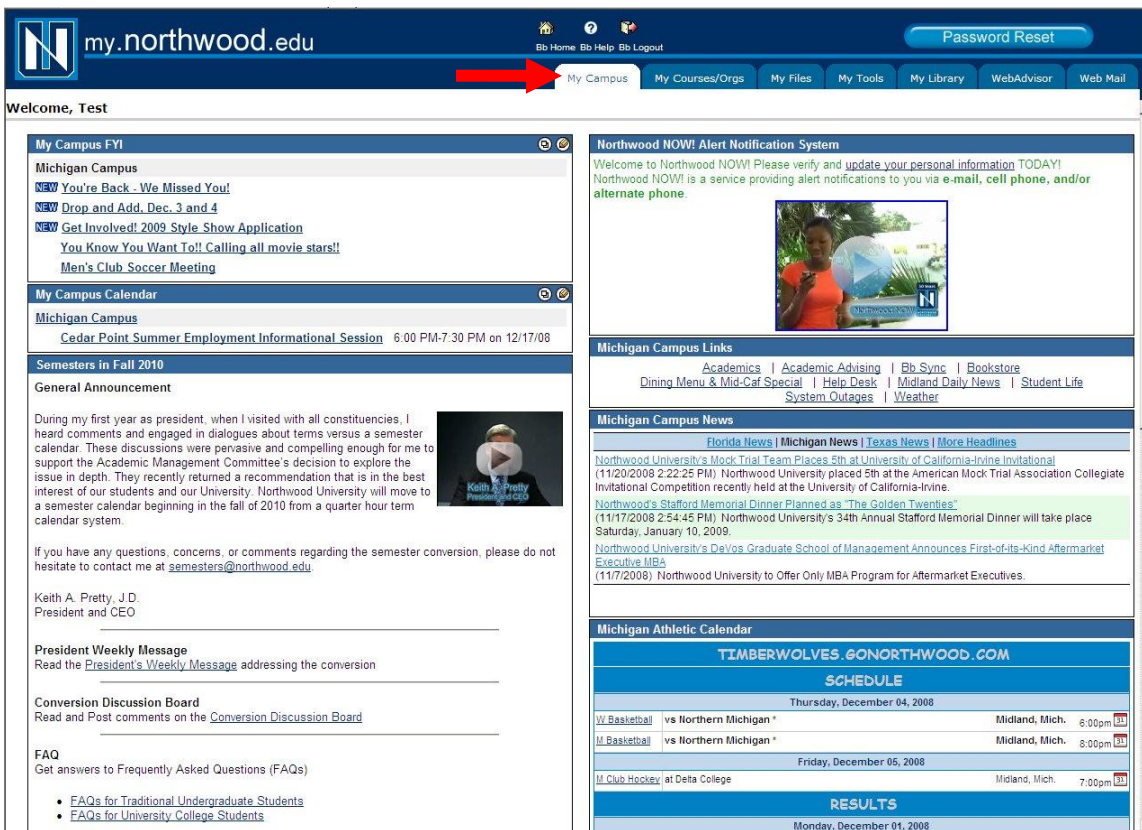 my.northwood.edu
Bb Home Bb Help Bb Logout
Password Reset
My Campus My Courses/Orgs My Files My Tools My Library WebAdvisor Web Mail
Welcome, Test
My Campus FYI
Michigan Campus
NEW You're Back - We Missed You!
NEW Drop and Add, Dec. 3 and 4
NEW Get Involved! 2009 Style Show Application
You Know You Want To!! Calling all movie stars!!
Men's Club Soccer Meeting
My Campus Calendar
Michigan Campus
Cedar Point Summer Employment Informational Session 6:00 PM-7:30 PM on 12/17/08
Semesters in Fall 2010
General Announcement
During my first year as president, when I visited with all constituencies, I
heard comments and engaged in dialogues about terms versus a semester
calendar. These discussions were pervasive and compelling enough for me to
support the Academic Management Committee's decision to explore the
issue in depth. They recently returned a recommendation that is in the best
interest of our students and our University. Northwood University will move to
a semester calendar beginning in the fall of 2010 from a quarter hour term
calendar system.
Keith A. Pretty
President and CEO
If you have any questions, concerns, or comments regarding the semester conversion, please do not
hesitate to contact me at semesters@northwood.edu.
Keith A. Pretty, J.D.
President and CEO
President Weekly Message
Read the President's Weekly Message addressing the conversion
Conversion Discussion Board
Read and Post comments on the Conversion Discussion Board
FAQ
Get answers to Frequently Asked Questions (FAQs)
• FAQs for Traditional Undergraduate Students
• FAQs for University College Students
Northwood NOW! Alert Notification System
Welcome to Northwood NOW! Please verify and update your personal information TODAY!
Northwood NOW! is a service providing alert notifications to you via e-mail, cell phone, and/or
alternate phone.
Michigan Campus Links
Academics | Academic Advising | Bb Sync | Bookstore
Dining Menu & Mid-Caf Special | Help Desk | Midland Daily News | Student Life
System Outages | Weather
Michigan Campus News
Florida News | Michigan News | Texas News | More Headlines
Northwood University's Mock Trial Team Places 5th at University of California-Irvine Invitational
(11/20/2008 2:22:25 PM) Northwood University placed 5th at the American Mock Trial Association Collegiate
Invitational Competition recently held at the University of California-Irvine.
Northwood's Stafford Memorial Dinner Planned as "The Golden Twenties"
(11/17/2008 2:54:45 PM) Northwood University's 34th Annual Stafford Memorial Dinner will take place
Saturday, January 10, 2009.
Northwood University's DeVos Graduate School of Management Announces First-of-its-Kind Aftermarket
Executive MBA
(11/7/2008) Northwood University to Offer Only MBA Program for Aftermarket Executives.
Michigan Athletic Calendar
TIMBERWOLVES.GONORTHWOOD.COM
SCHEDULE
Thursday, December 04, 2008
W Basketball vs Northern Michigan * Midland, Mich. 6:00pm 31
M Basketball vs Northern Michigan * Midland, Mich. 8:00pm 31
Friday, December 05, 2008
M Club Hockey at Delta College Midland, Mich. 7:00pm 31
RESULTS
Monday, December 01, 2008